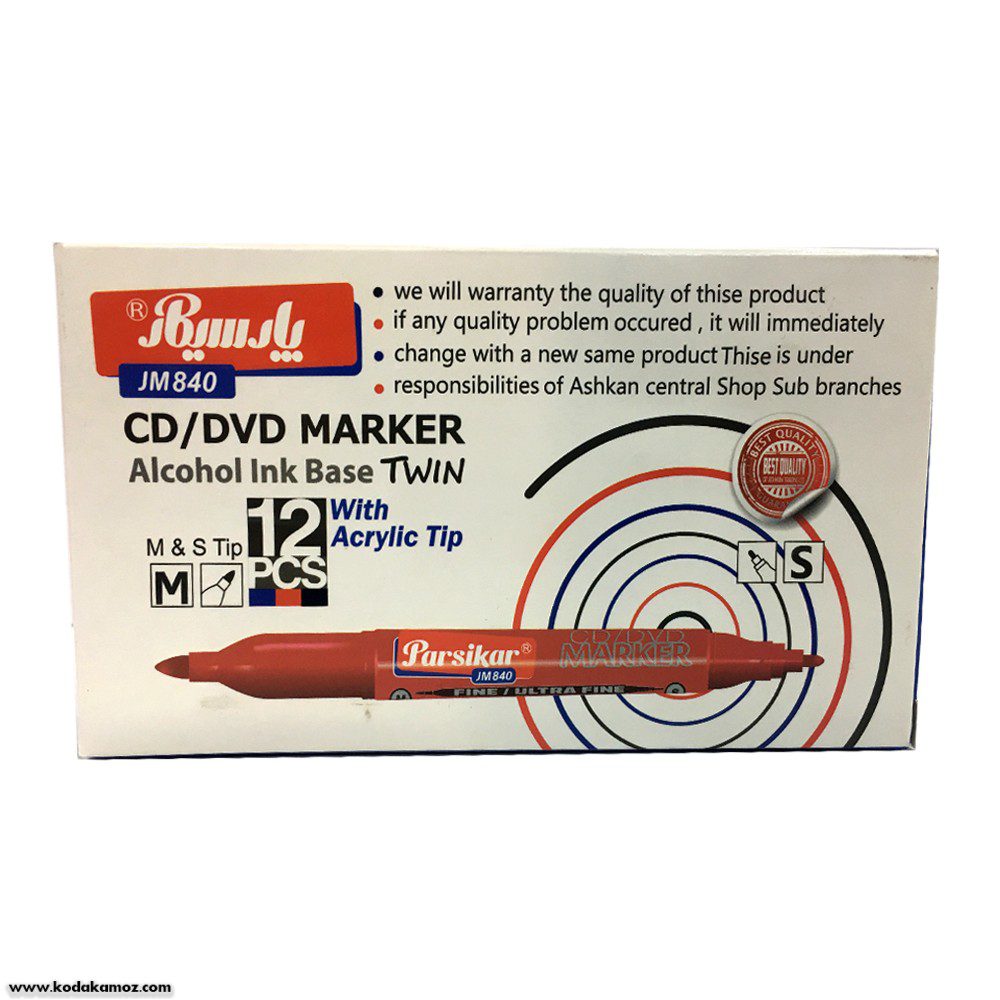 پارسیکار®
JM840
• we will warranty the quality of thise product
• if any quality problem occured , it will immediately
• change with a new same product Thise is under
• responsibilities of Ashkan central Shop Sub branches
CD/DVD MARKER
Alcohol Ink Base TWIN
With
Acrylic Tip
12
PCS
M & S Tip
M
S
BEST QUALITY
BEST QUALITY
Parsikar®
JM840
CD/DVD
MARKER
FINE / ULTRA FINE
www.kodakamoz.com